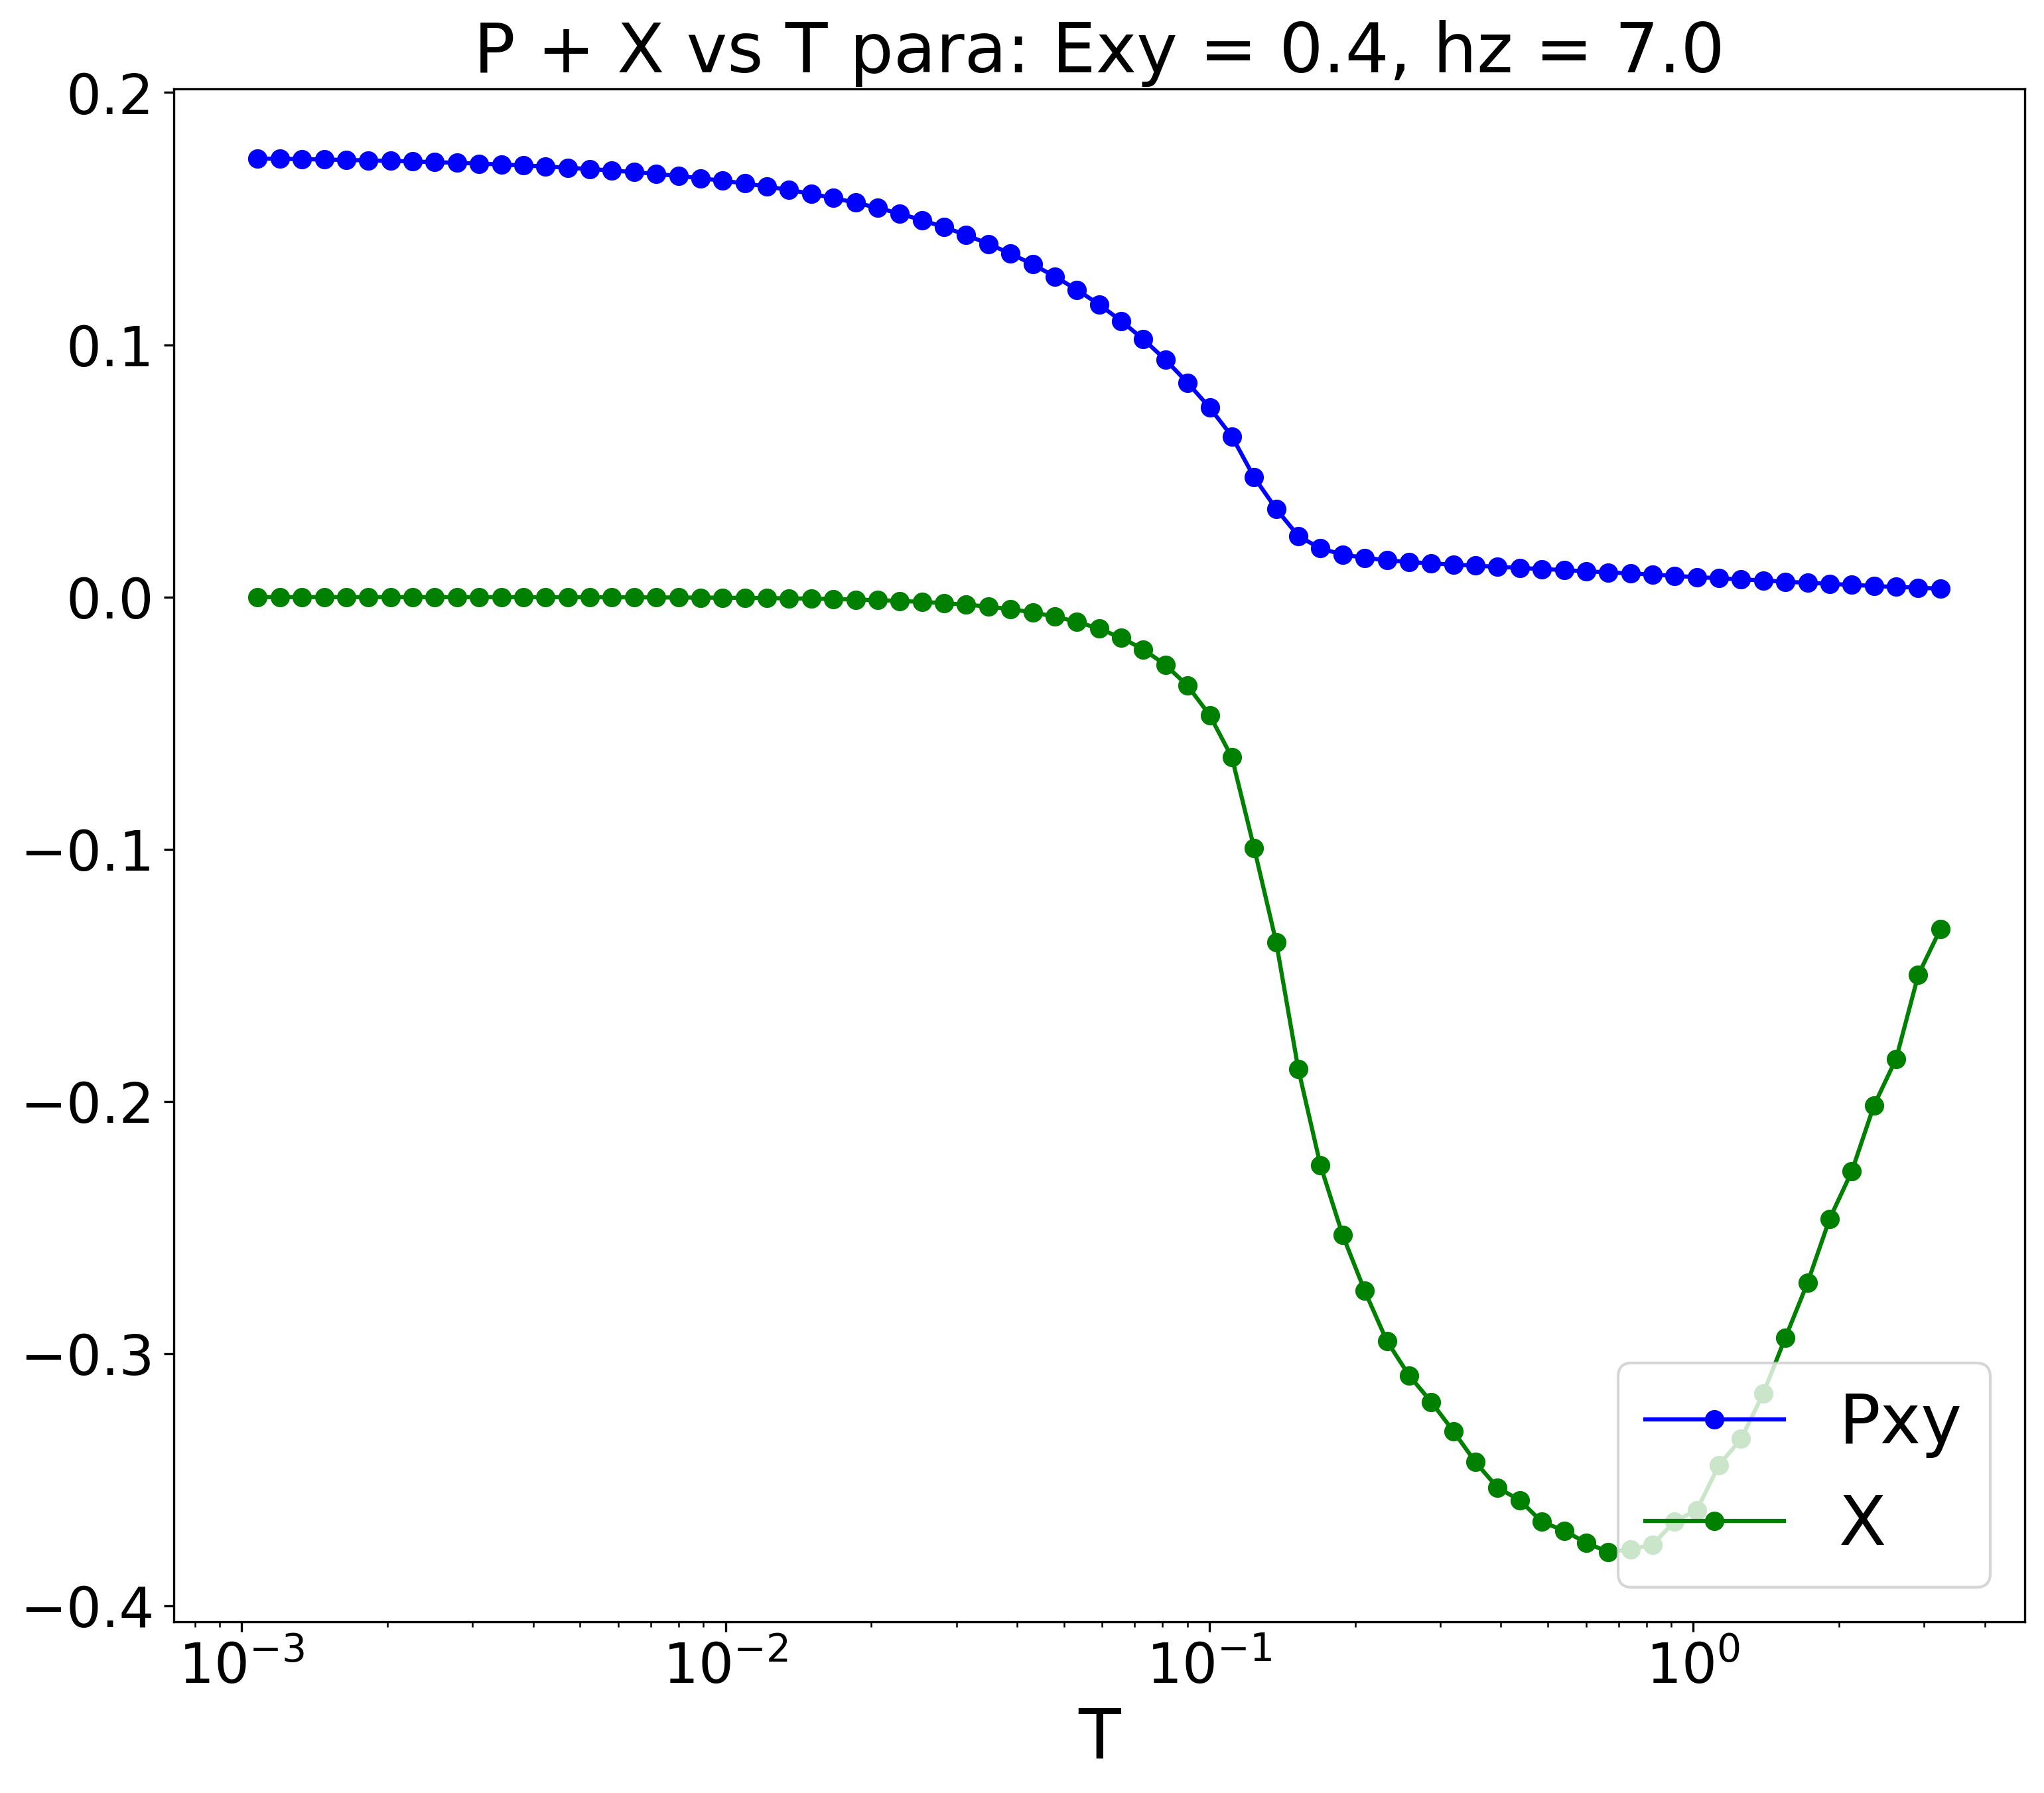 P + X vs T para: Exy = 0.4, hz = 7.0
0.2
0.1
0.0
−0.1
−0.2
−0.3
−0.4
Pxy
X
10⁻³ 10⁻² 10⁻¹ 10⁰
T